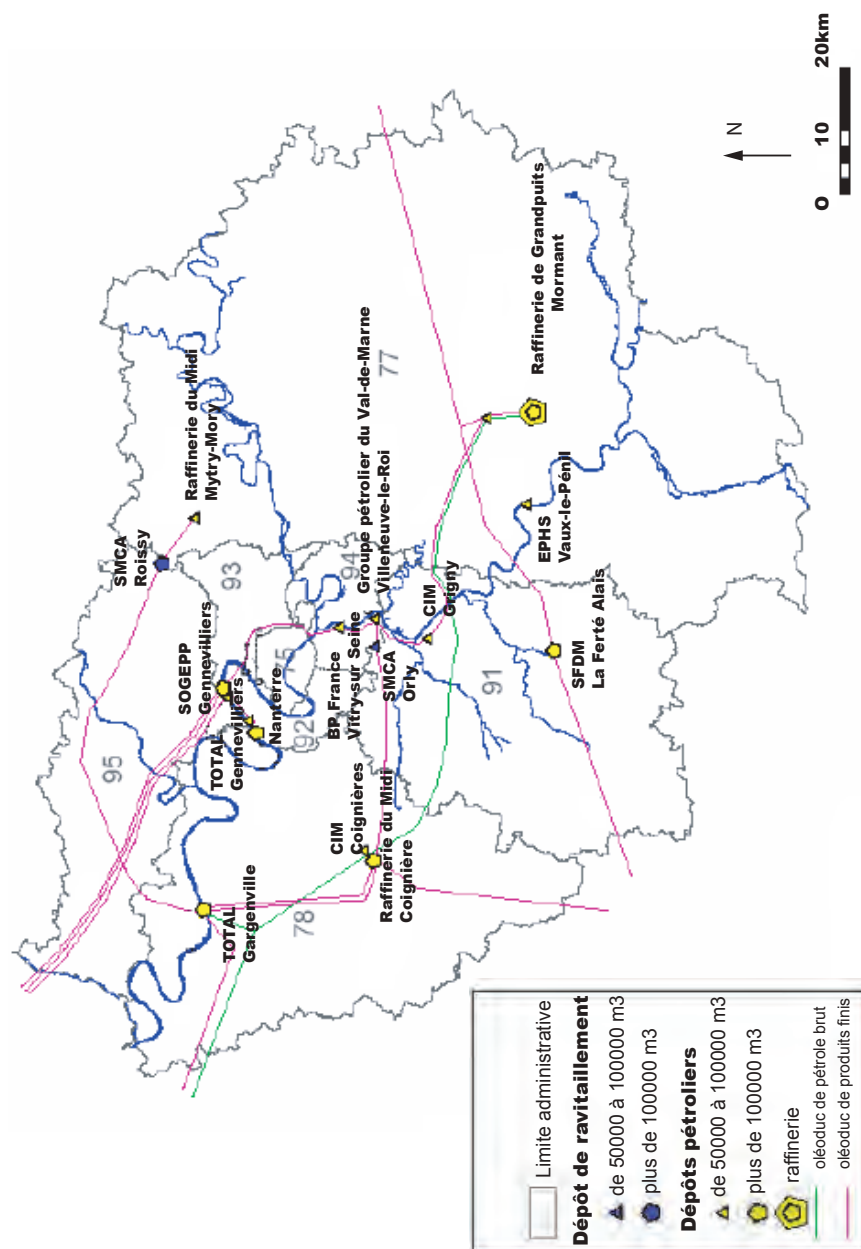 SMCA
Roissy
Raffinerie du Midi
Mytry-Mory
95
93
SOGEPP
Gennevilliers
TOTAL
Gennevilliers
Nanterre
92
75
94
TOTAL
Gargenville
78
BP France
Vitry-sur Seine
Groupe pétrolier du Val-de-Marne
Villeneuve-le-Roi
77
CIM
Coignières
Raffinerie du Midi
Coignière
SMCA
Orly
CIM
Grigny
91
Raffinerie de Grandpuits
Mormant
EPHS
Vaux-le-Pénil
SFDM
La Ferté Alais
N
0 10 20km
Limite administrative
Dépôt de ravitaillement
de 50000 à 100000 m3
plus de 100000 m3
Dépôts pétroliers
de 50000 à 100000 m3
plus de 100000 m3
raffinerie
oléoduc de pétrole brut
oléoduc de produits finis